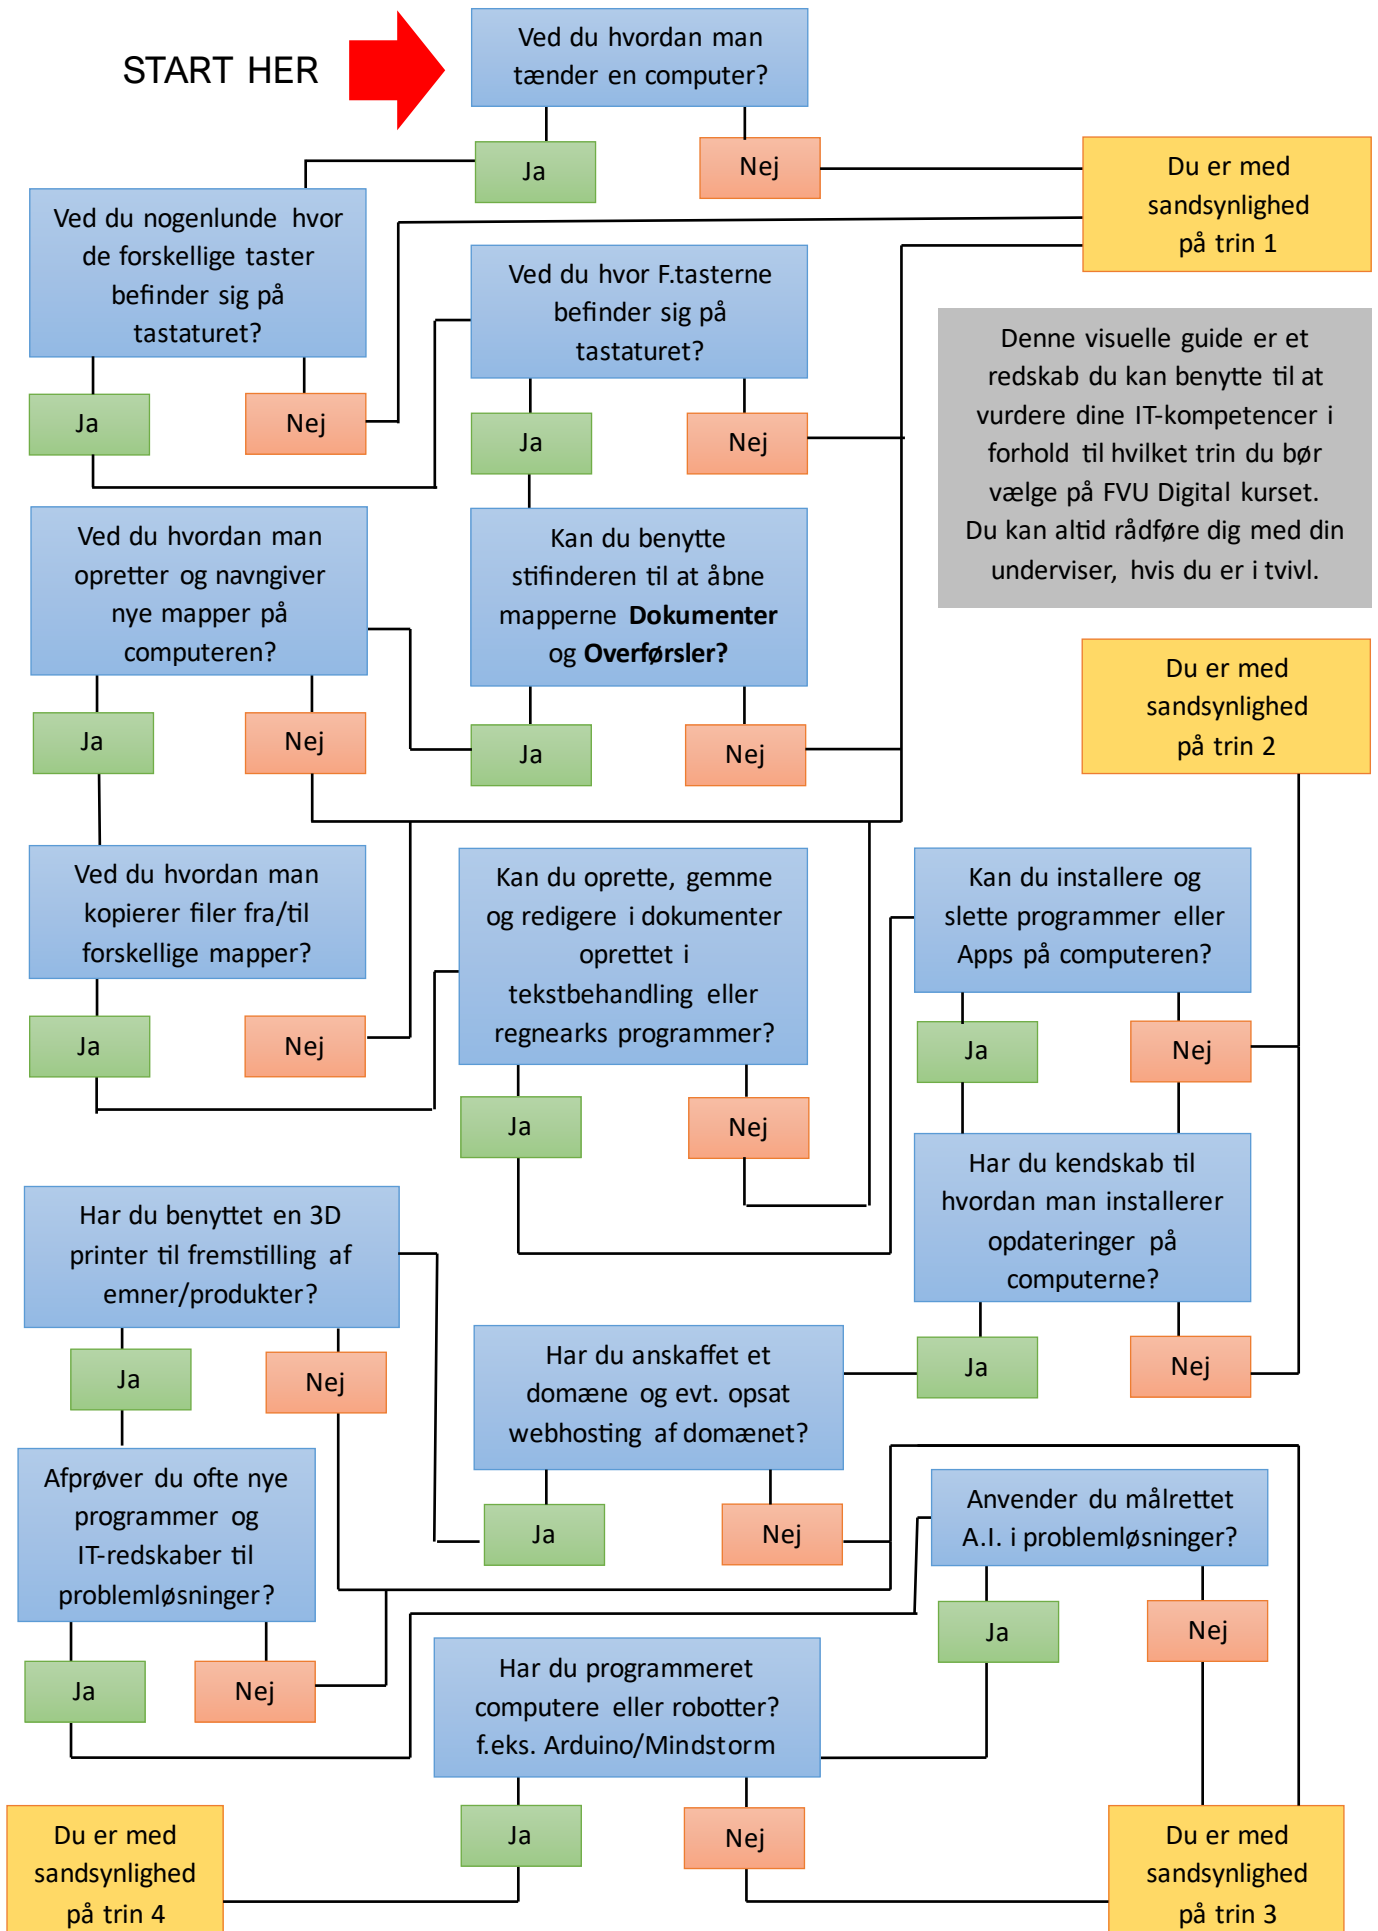 START HER
Ved du hvordan man
tænder en computer?
Ja
Nej
Du er med
sandsynlighed
på trin 1
Ved du nogenlunde hvor
de forskellige taster
befinder sig på
tastaturet?
Ja
Nej
Ved du hvor F.tasterne
befinder sig på
tastaturet?
Ja
Nej
Denne visuelle guide er et
redskab du kan benytte til at
vurdere dine IT-kompetencer i
forhold til hvilket trin du bør
vælge på FVU Digital kurset.
Du kan altid rådføre dig med din
underviser, hvis du er i tvivl.
Ved du hvordan man
opretter og navngiver
nye mapper på
computeren?
Ja
Nej
Kan du benytte
stifinderen til at åbne
mapperne Dokumenter
og Overførsler?
Ja
Nej
Du er med
sandsynlighed
på trin 2
Ved du hvordan man
kopierer filer fra/til
forskellige mapper?
Ja
Nej
Kan du oprette, gemme
og redigere i dokumenter
oprettet i
tekstbehandling eller
regnearks programmer?
Ja
Nej
Kan du installere og
slette programmer eller
Apps på computeren?
Ja
Nej
Har du kendskab til
hvordan man installerer
opdateringer på
computerne?
Ja
Nej
Har du benyttet en 3D
printer til fremstilling af
emner/produkter?
Ja
Nej
Har du anskaffet et
domæne og evt. opsat
webhosting af domænet?
Ja
Nej
Afprøver du ofte nye
programmer og
IT-redskaber til
problemløsninger?
Ja
Nej
Anvender du målrettet
A.I. i problemløsninger?
Ja
Nej
Har du programmeret
computere eller robotter?
f.eks. Arduino/Mindstorm
Ja
Nej
Du er med
sandsynlighed
på trin 4
Du er med
sandsynlighed
på trin 3